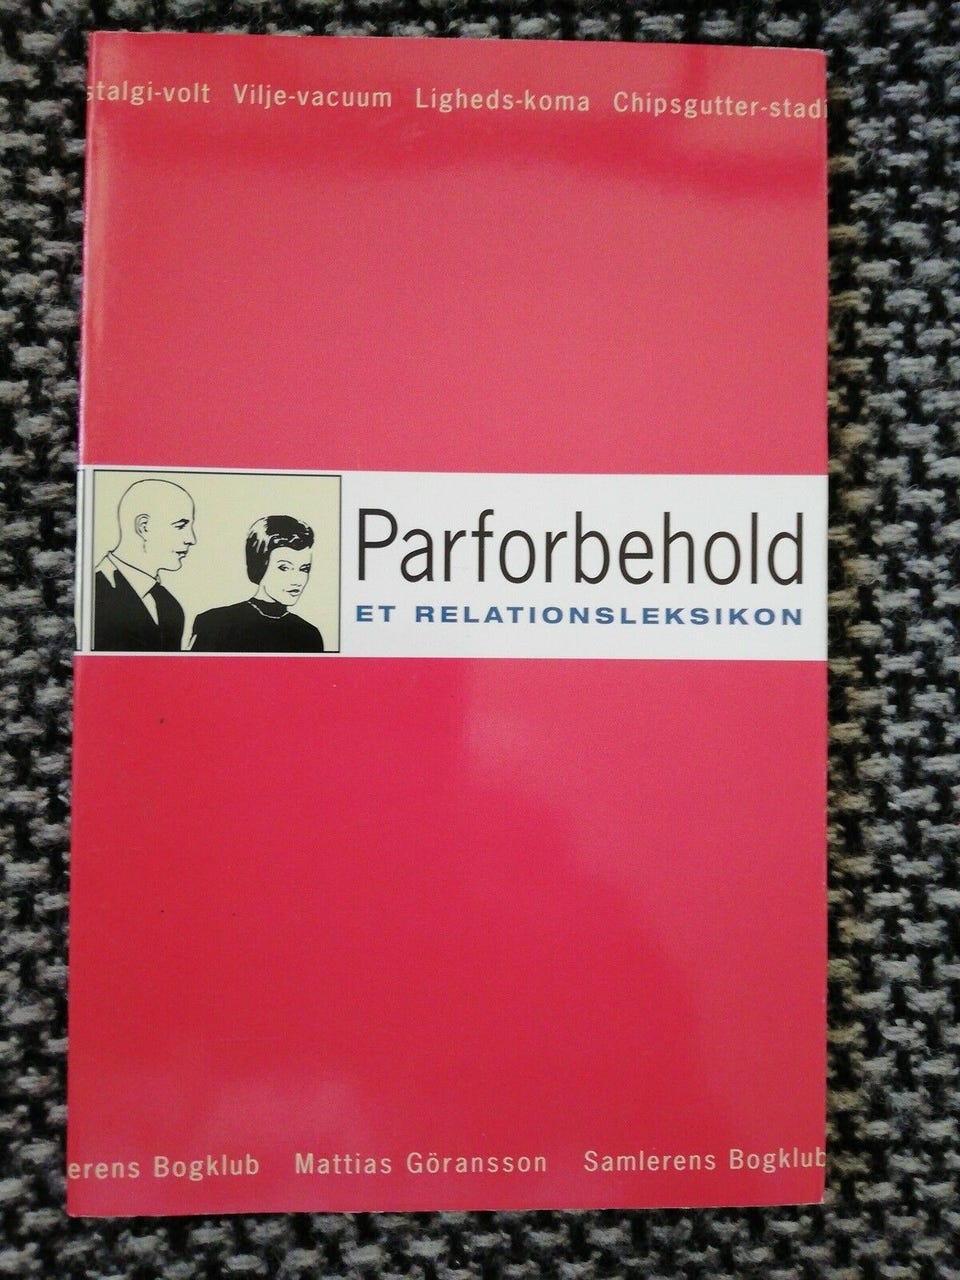 stalgi-volt Vilje-vacuum Ligheds-koma Chipsgutter-stadi
Parforbehold
ET RELATIONSLEKSIKON
erens Bogklub Mattias Göransson Samlerens Bogklub